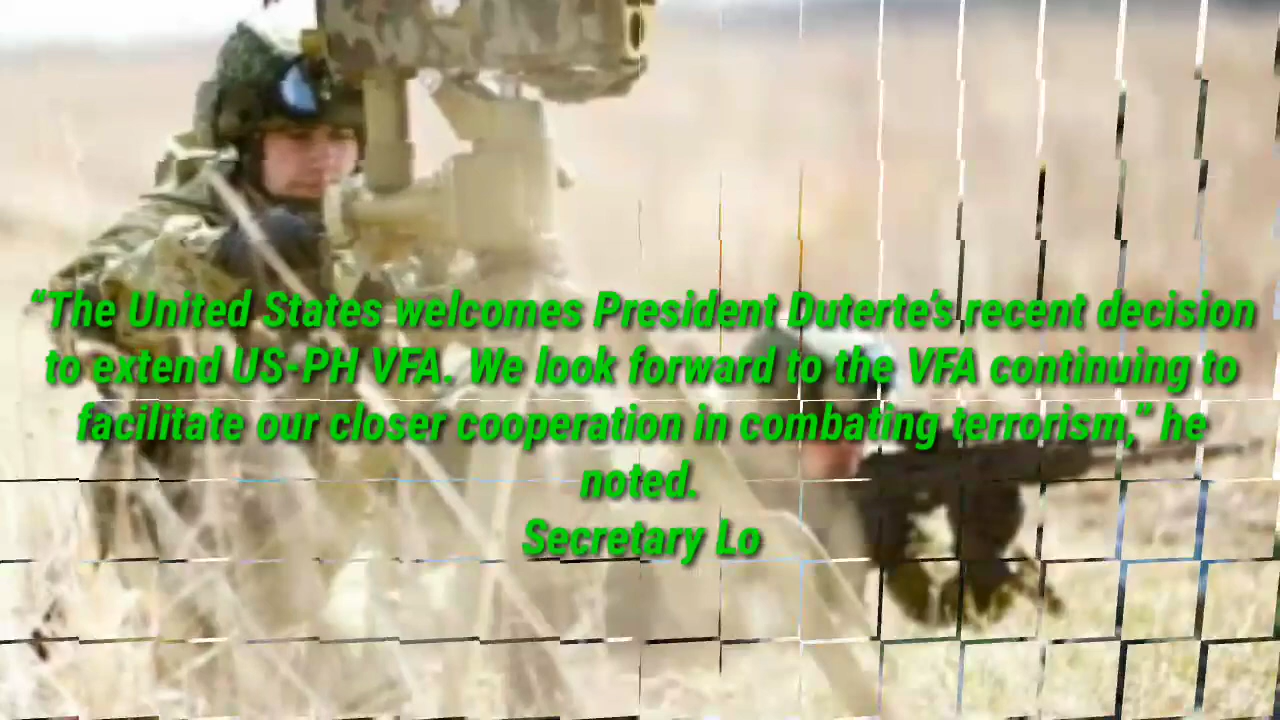 “The United States welcomes President Duterte’s recent decision
to extend US-PH VFA. We look forward to the VFA continuing to
facilitate our closer cooperation in combating terrorism,” he
noted.
Secretary Lo